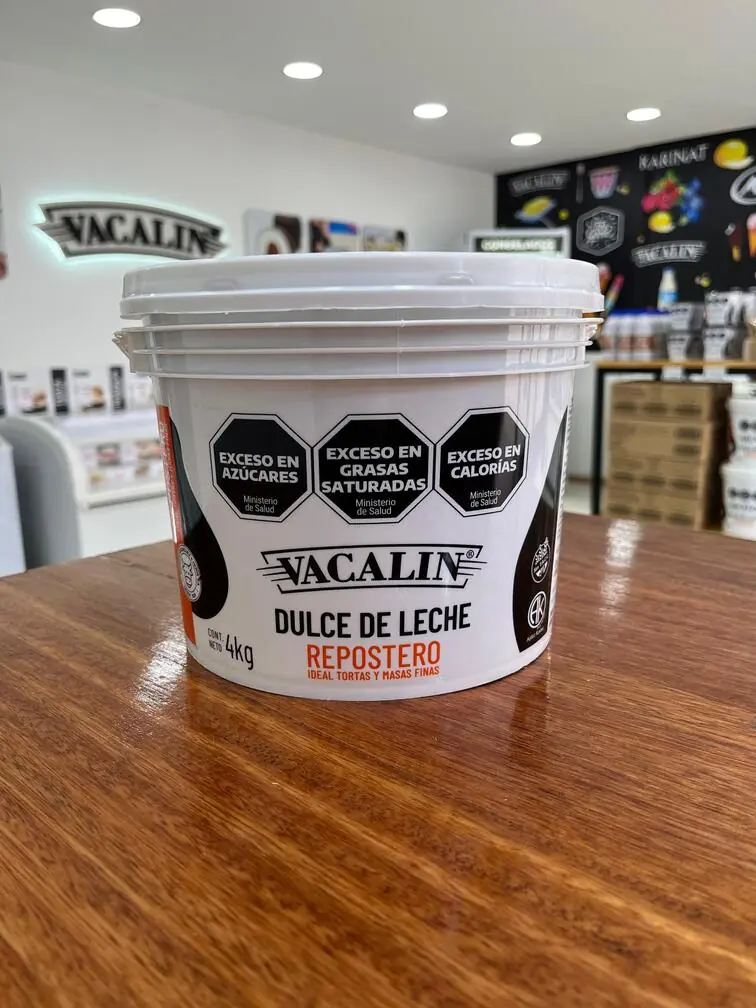 VACALIN
KARINAT
VACALIN
VACALIN
EXCESO EN
AZÚCARES
Ministerio
de Salud
EXCESO EN
GRASAS
SATURADAS
Ministerio
de Salud
EXCESO EN
CALORÍAS
Ministerio
de Salud
VACALIN®
DULCE DE LECHE
REPOSTERO
IDEAL TORTAS Y MASAS FINAS
CONT.
NETO 4kg